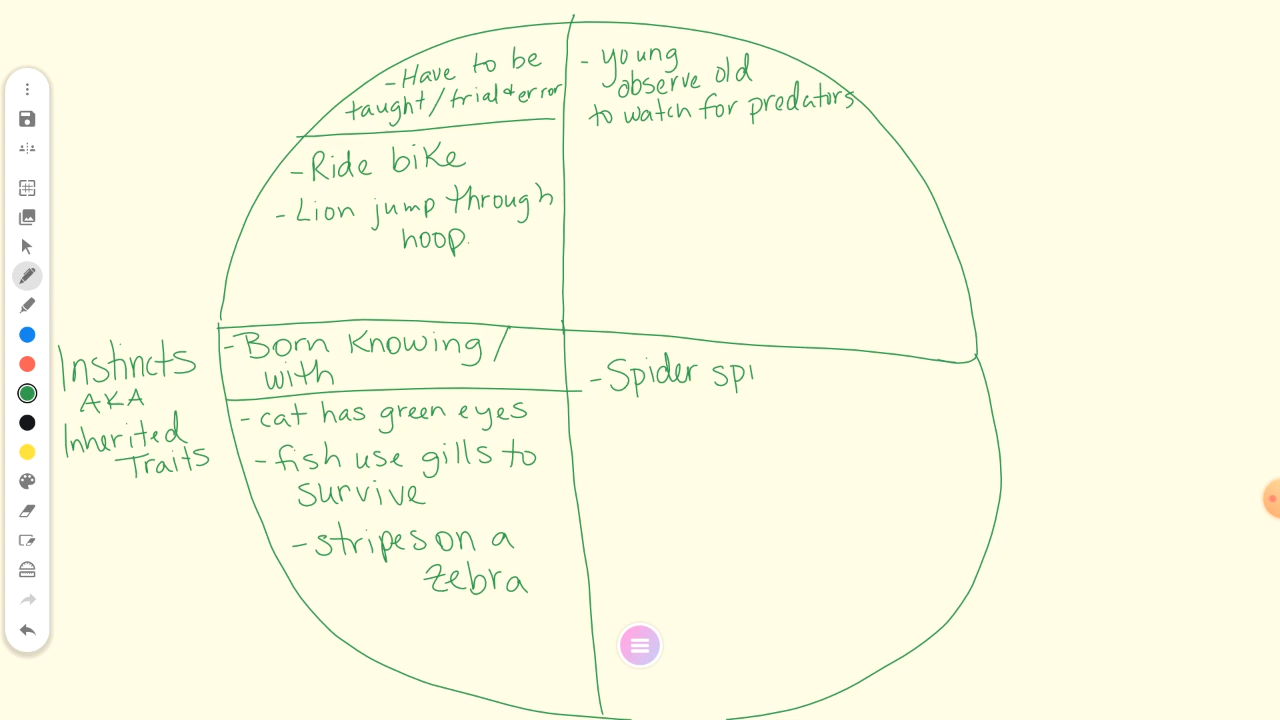 - Have to be
taught/trial & error
- Ride bike
- Lion jump through
hoop.
- young
observe old
to watch for predators
Instincts
AKA
Inherited
Traits
- Born Knowing /
with
- cat has green eyes
- fish use gills to
survive
- stripes on a
zebra
- Spider spi